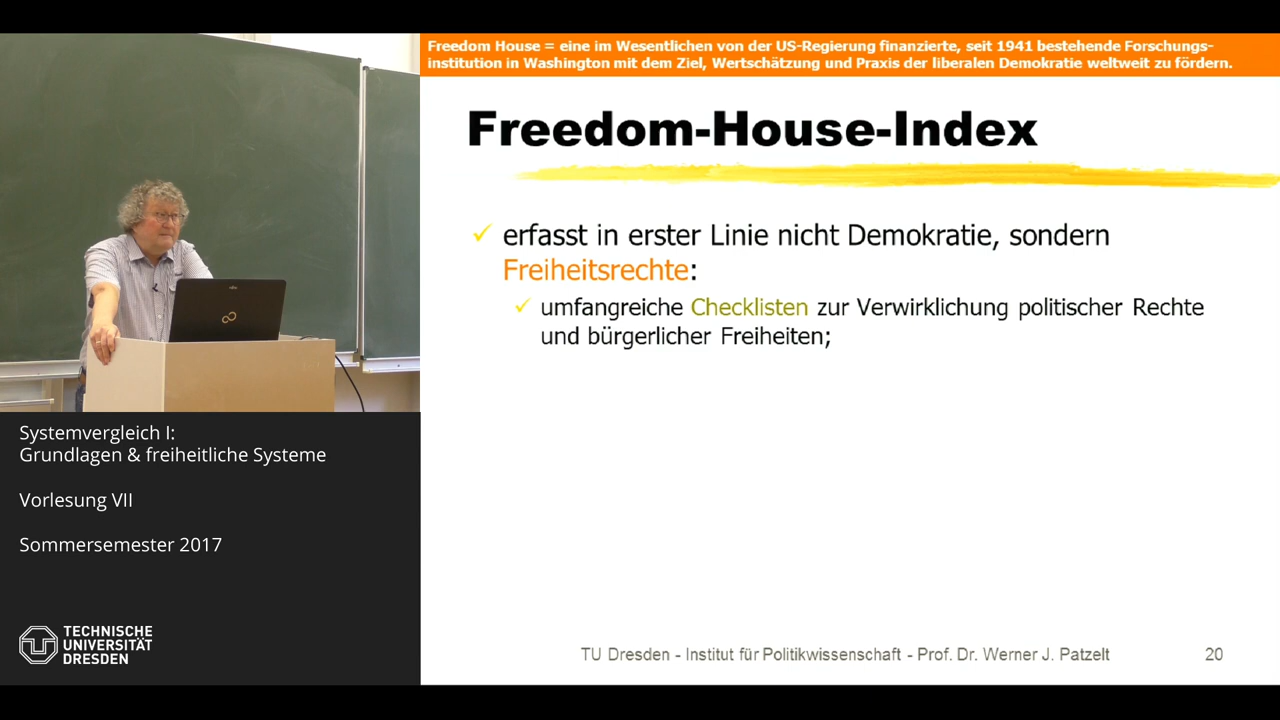 Freedom House = eine im Wesentlichen von der US-Regierung finanzierte, seit 1941 bestehende Forschungs-
institution in Washington mit dem Ziel, Wertschätzung und Praxis der liberalen Demokratie weltweit zu fördern.
Freedom-House-Index
✓ erfasst in erster Linie nicht Demokratie, sondern
Freiheitsrechte:
✓ umfangreiche Checklisten zur Verwirklichung politischer Rechte
und bürgerlicher Freiheiten;
Systemvergleich I:
Grundlagen & freiheitliche Systeme
Vorlesung VII
Sommersemester 2017
TECHNISCHE
UNIVERSITÄT
DRESDEN
TU Dresden - Institut für Politikwissenschaft - Prof. Dr. Werner J. Patzelt 20